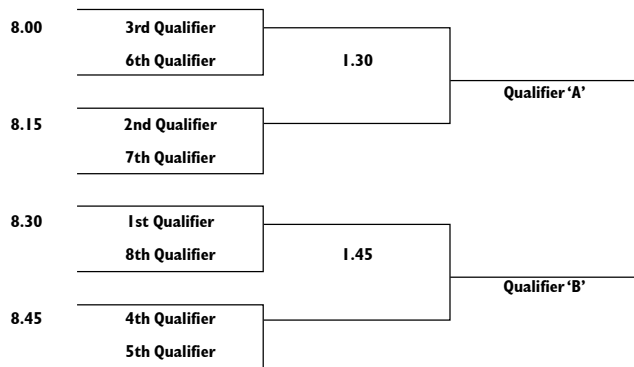 8.00 3rd Qualifier
6th Qualifier 1.30
Qualifier 'A'
8.15 2nd Qualifier
7th Qualifier
8.30 1st Qualifier
8th Qualifier 1.45
Qualifier 'B'
8.45 4th Qualifier
5th Qualifier